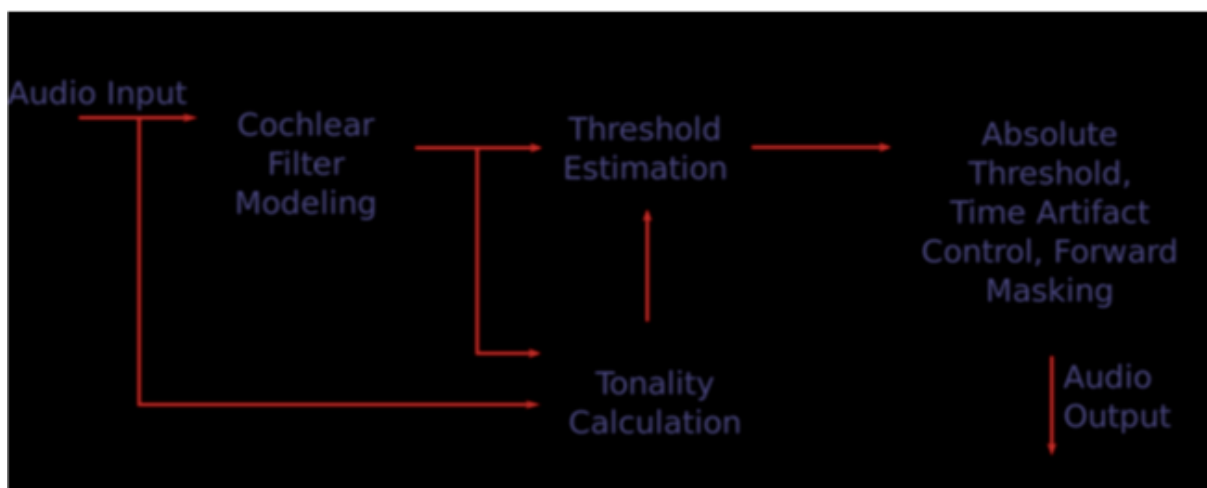 Audio Input
Cochlear
Filter
Modeling
Threshold
Estimation
Absolute
Threshold,
Time Artifact
Control, Forward
Masking
Tonality
Calculation
Audio
Output